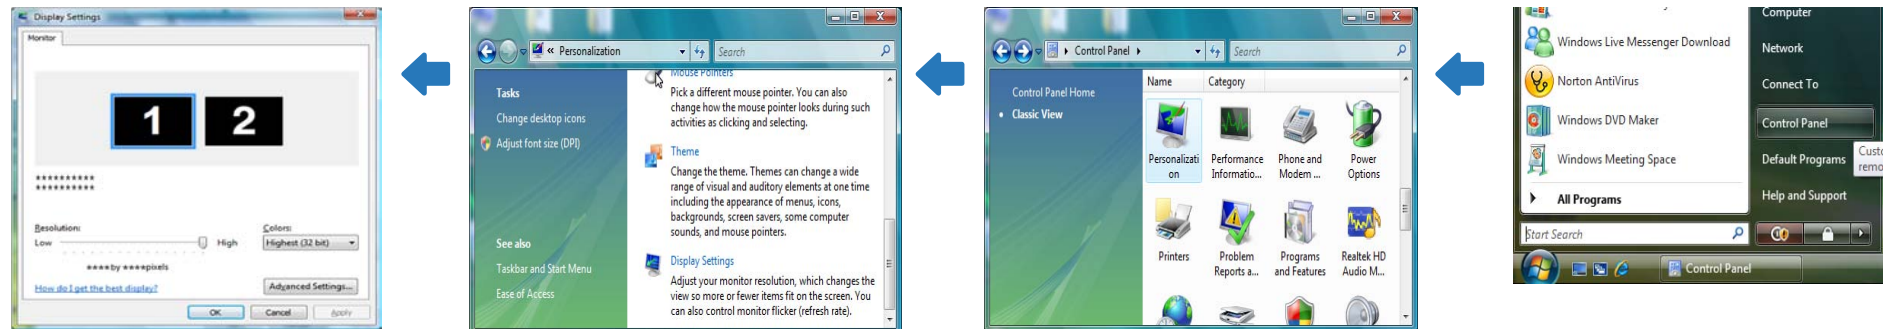 Display Settings
Monitor
1
2
**********
**********
Resolution:
Low
High
Colors:
Highest (32 bit)
****by ****pixels
How do I get the best display?
Advanced Settings...
OK
Cancel
Apply
« Personalization
Search
Tasks
Change desktop icons
Adjust font size (DPI)
See also
Taskbar and Start Menu
Ease of Access
Mouse Pointers
Pick a different mouse pointer. You can also
change how the mouse pointer looks during such
activities as clicking and selecting.
Theme
Change the theme. Themes can change a wide
range of visual and auditory elements at one time
including the appearance of menus, icons,
backgrounds, screen savers, some computer
sounds, and mouse pointers.
Display Settings
Adjust your monitor resolution, which changes the
view so more or fewer items fit on the screen. You
can also control monitor flicker (refresh rate).
Control Panel
Search
Control Panel Home
Classic View
Name
Category
Personalizati
on
Performance
Informatio...
Phone and
Modem ...
Power
Options
Printers
Problem
Reports a...
Programs
and Features
Realtek HD
Audio M...
Windows Live Messenger Download
Norton AntiVirus
Windows DVD Maker
Windows Meeting Space
All Programs
Start Search
Computer
Network
Connect To
Control Panel
Default Programs
Help and Support
Custo
remo
Control Panel